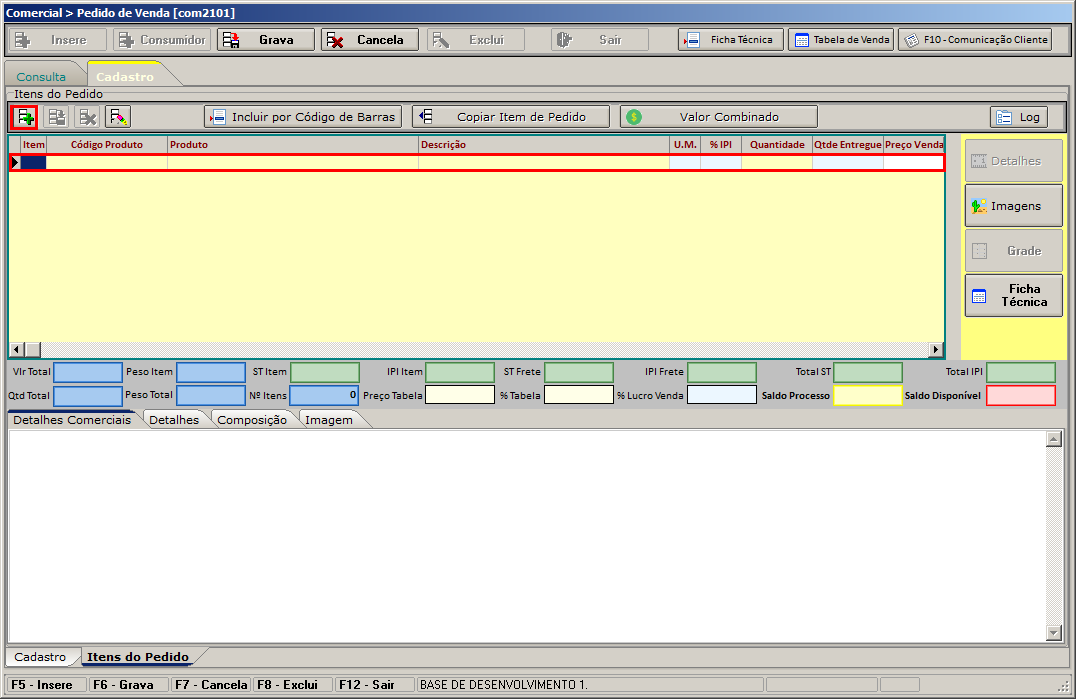 Comercial > Pedido de Venda [com2101]
Insere Consumidor Grava Cancela Exclui Sair Ficha Técnica Tabela de Venda F10 - Comunicação Cliente
Consulta Cadastro
Itens do Pedido
Incluir por Código de Barras Copiar Item de Pedido Valor Combinado Log
Item Código Produto Produto Descrição U.M. % IPI Quantidade Qtde Entregue Preço Venda
Detalhes
Imagens
Grade
Ficha
Técnica
Vlr Total Peso Item ST Item IPI Item ST Frete IPI Frete Total ST Total IPI
Qtd Total Peso Total Nº Itens 0 Preço Tabela % Tabela % Lucro Venda Saldo Processo Saldo Disponível
Detalhes Comerciais Detalhes Composição Imagem
Cadastro Itens do Pedido
F5 - Insere F6 - Grava F7 - Cancela F8 - Exclui F12 - Sair BASE DE DESENVOLVIMENTO 1.